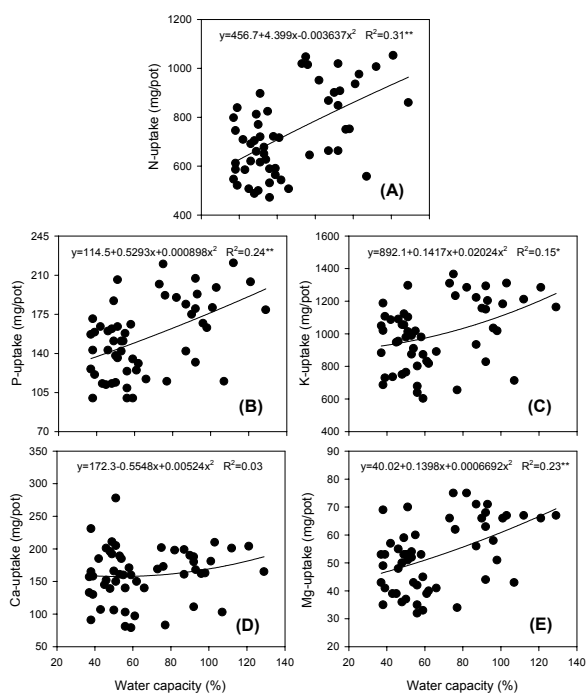 y=456.7+4.399x-0.003637x² R²=0.31**
1200
1000
800
600
400
N-uptake (mg/pot)
(A)
y=114.5+0.5293x+0.000898x² R²=0.24**
245
210
175
140
105
70
P-uptake (mg/pot)
(B)
y=892.1+0.1417x+0.02024x² R²=0.15*
1600
1400
1200
1000
800
600
400
K-uptake (mg/pot)
(C)
y=172.3-0.5548x+0.00524x² R²=0.03
350
300
250
200
150
100
50
Ca-uptake (mg/pot)
(D)
20 40 60 80 100 120 140
Water capacity (%)
y=40.02+0.1398x+0.0006692x² R²=0.23**
90
80
70
60
50
40
30
20
Mg-uptake (mg/pot)
(E)
20 40 60 80 100 120 140
Water capacity (%)